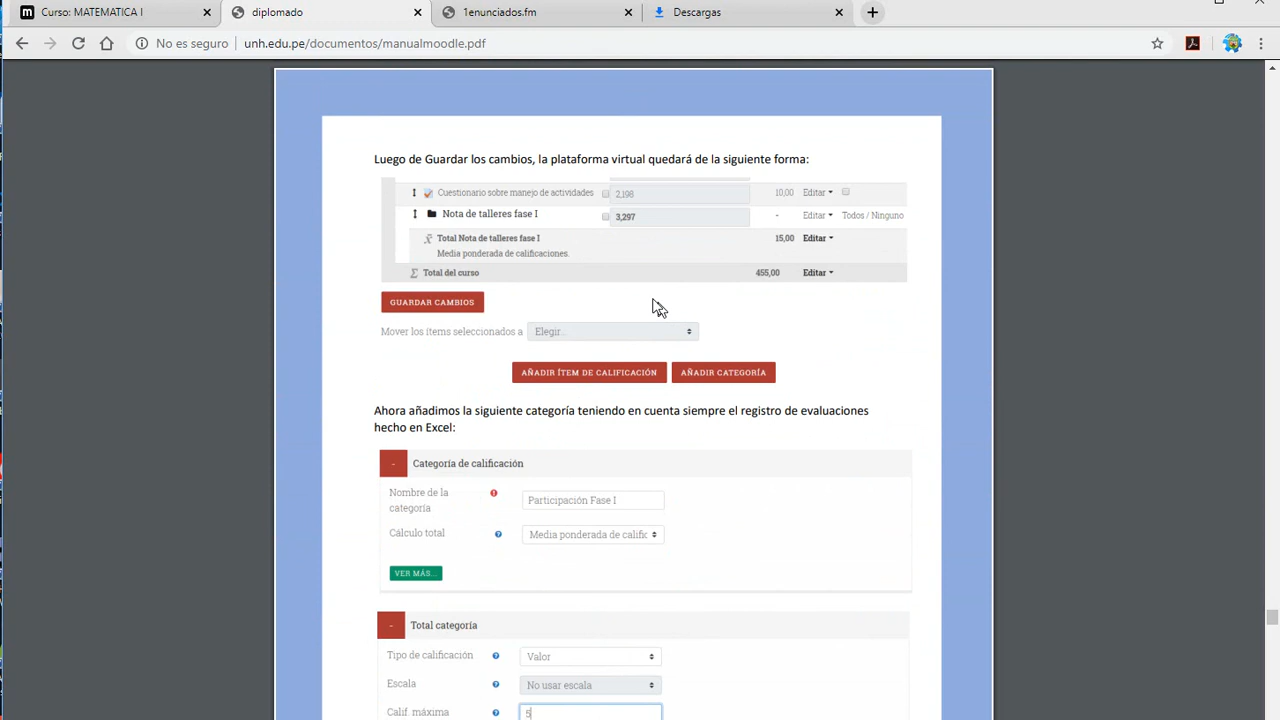 Curso: MATEMATICA I
diplomado
1enunciados.fm
Descargas
No es seguro
unh.edu.pe/documentos/manualmoodle.pdf
Luego de Guardar los cambios, la plataforma virtual quedará de la siguiente forma:
Cuestionario sobre manejo de actividades 2,198 10,00 Editar
Nota de talleres fase I 3,297 - Editar Todos / Ninguno
Total Nota de talleres fase I 15,00 Editar
Media ponderada de calificaciones.
Σ Total del curso 455,00 Editar
GUARDAR CAMBIOS
Mover los ítems seleccionados a Elegir...
AÑADIR ÍTEM DE CALIFICACIÓN AÑADIR CATEGORÍA
Ahora añadimos la siguiente categoría teniendo en cuenta siempre el registro de evaluaciones
hecho en Excel:
- Categoría de calificación
Nombre de la
categoría
Participación Fase I
Cálculo total Media ponderada de calific
VER MÁS...
- Total categoría
Tipo de calificación Valor
Escala No usar escala
Calif. máxima 5